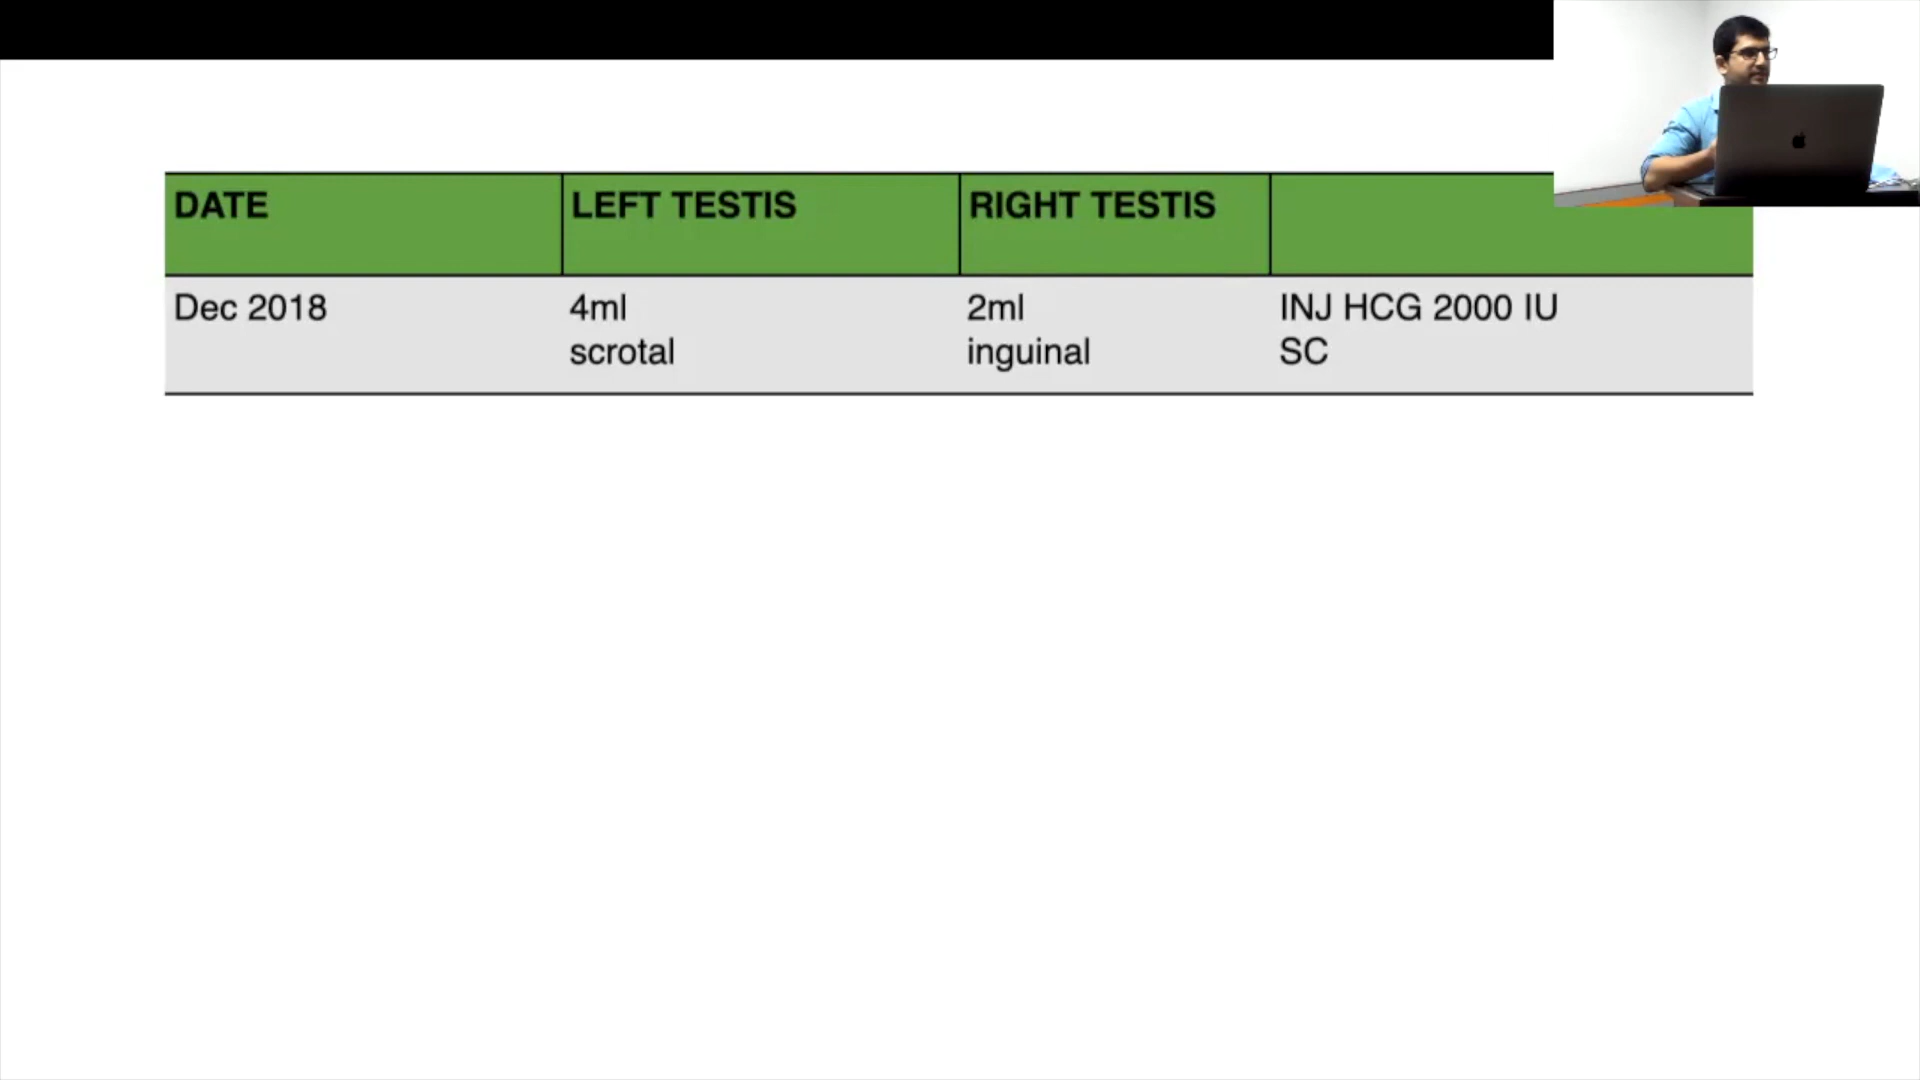 DATE LEFT TESTIS RIGHT TESTIS
Dec 2018 4ml 2ml INJ HCG 2000 IU
scrotal inguinal SC